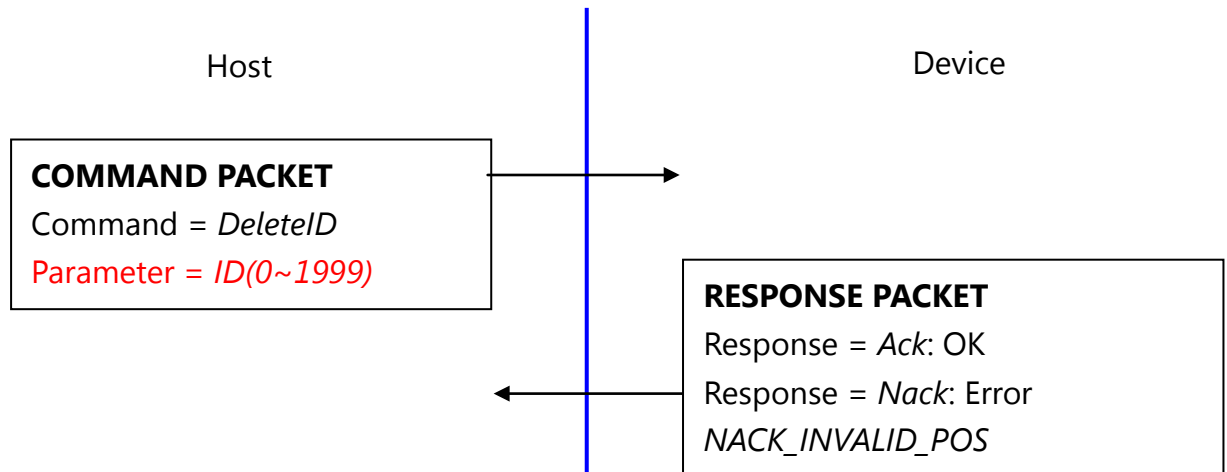 Host
Device
COMMAND PACKET
Command = DeleteID
Parameter = ID(0~1999)
RESPONSE PACKET
Response = Ack: OK
Response = Nack: Error
NACK_INVALID_POS